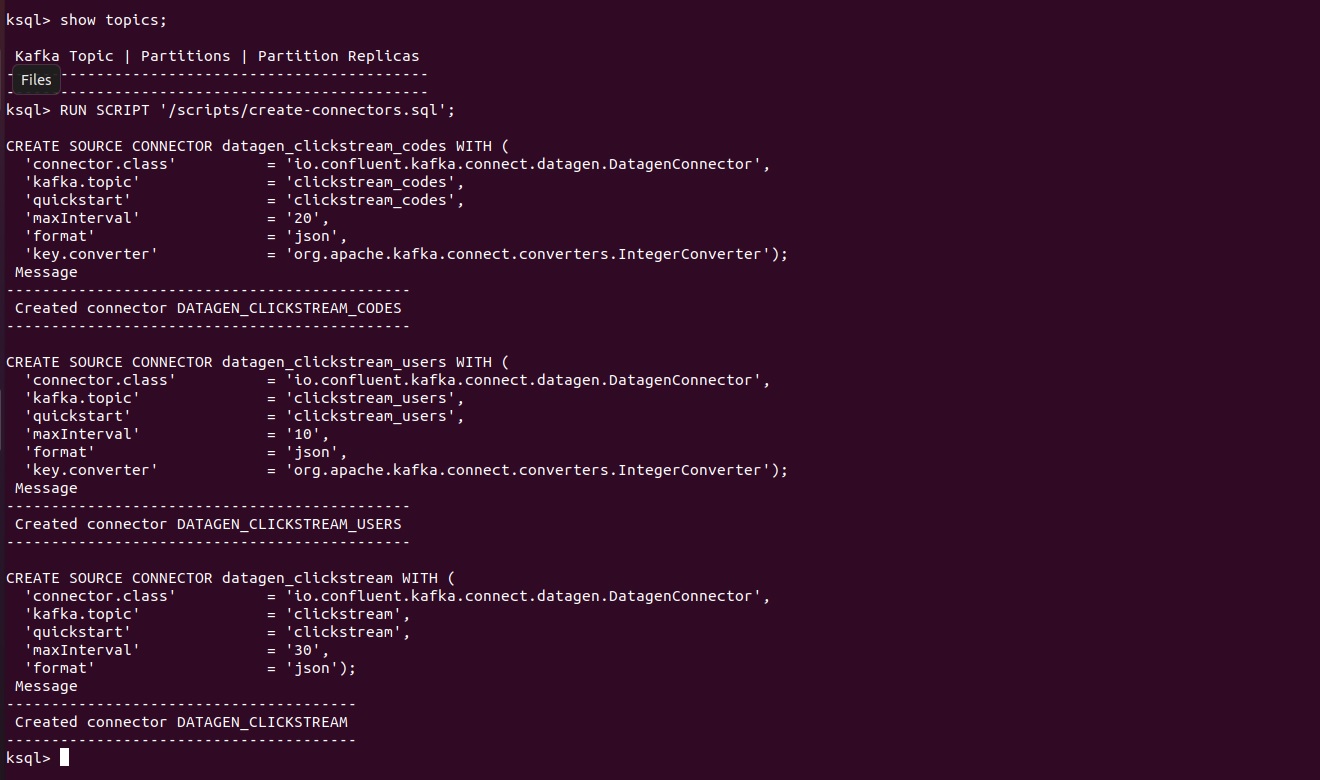 ksql> show topics;
 Kafka Topic | Partitions | Partition Replicas
-----------------------------------------------
Files
-----------------------------------------------
ksql> RUN SCRIPT '/scripts/create-connectors.sql';
CREATE SOURCE CONNECTOR datagen_clickstream_codes WITH (
  'connector.class'          = 'io.confluent.kafka.connect.datagen.DatagenConnector',
  'kafka.topic'              = 'clickstream_codes',
  'quickstart'               = 'clickstream_codes',
  'maxInterval'              = '20',
  'format'                   = 'json',
  'key.converter'            = 'org.apache.kafka.connect.converters.IntegerConverter');
 Message
---------------------------------------------
 Created connector DATAGEN_CLICKSTREAM_CODES
---------------------------------------------
CREATE SOURCE CONNECTOR datagen_clickstream_users WITH (
  'connector.class'          = 'io.confluent.kafka.connect.datagen.DatagenConnector',
  'kafka.topic'              = 'clickstream_users',
  'quickstart'               = 'clickstream_users',
  'maxInterval'              = '10',
  'format'                   = 'json',
  'key.converter'            = 'org.apache.kafka.connect.converters.IntegerConverter');
 Message
---------------------------------------------
 Created connector DATAGEN_CLICKSTREAM_USERS
---------------------------------------------
CREATE SOURCE CONNECTOR datagen_clickstream WITH (
  'connector.class'          = 'io.confluent.kafka.connect.datagen.DatagenConnector',
  'kafka.topic'              = 'clickstream',
  'quickstart'               = 'clickstream',
  'maxInterval'              = '30',
  'format'                   = 'json');
 Message
---------------------------------------
 Created connector DATAGEN_CLICKSTREAM
---------------------------------------
ksql>